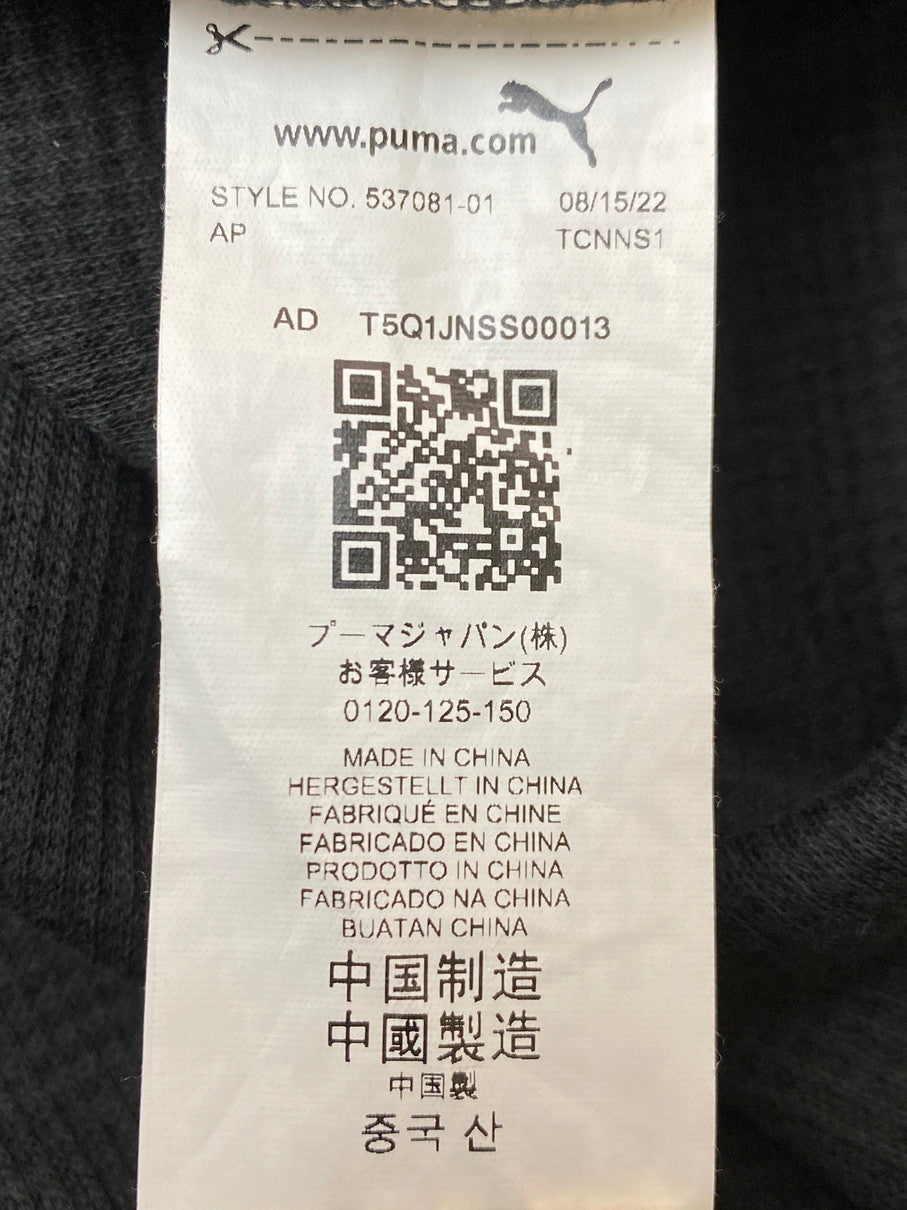 www.puma.com
STYLE NO. 537081-01 08/15/22
AP TCNNS1
AD T5Q1JNSS00013
プーマジャパン(株)
お客様サービス
0120-125-150
MADE IN CHINA
HERGESTELLT IN CHINA
FABRIQUÉ EN CHINE
FABRICADO EN CHINA
PRODOTTO IN CHINA
FABRICADO NA CHINA
BUATAN CHINA
中国制造
中國製造
中国製
중국 산